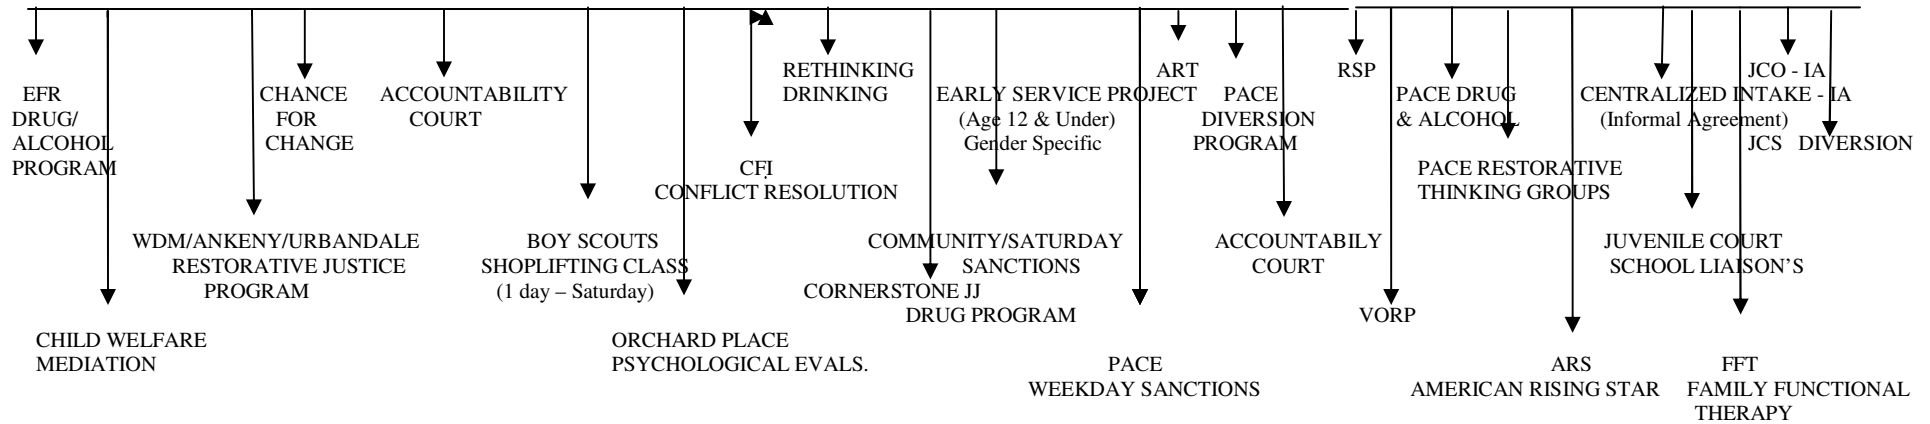 EFR
DRUG/
ALCOHOL
PROGRAM
CHILD WELFARE
MEDIATION
WDM/ANKENY/URBANDALE
RESTORATIVE JUSTICE
PROGRAM
CHANCE
FOR
CHANGE
ACCOUNTABILITY
COURT
BOY SCOUTS
SHOPLIFTING CLASS
(1 day – Saturday)
ORCHARD PLACE
PSYCHOLOGICAL EVALS.
CFI
CONFLICT RESOLUTION
RETHINKING
DRINKING
CORNERSTONE JJ
DRUG PROGRAM
EARLY SERVICE PROJECT
(Age 12 & Under)
Gender Specific
COMMUNITY/SATURDAY
SANCTIONS
PACE
WEEKDAY SANCTIONS
ART
PACE
DIVERSION
PROGRAM
ACCOUNTABILY
COURT
RSP
VORP
PACE DRUG
& ALCOHOL
PACE RESTORATIVE
THINKING GROUPS
ARS
AMERICAN RISING STAR
CENTRALIZED INTAKE - IA
(Informal Agreement)
JUVENILE COURT
SCHOOL LIAISON'S
FFT
FAMILY FUNCTIONAL
THERAPY
JCO - IA
JCS DIVERSION